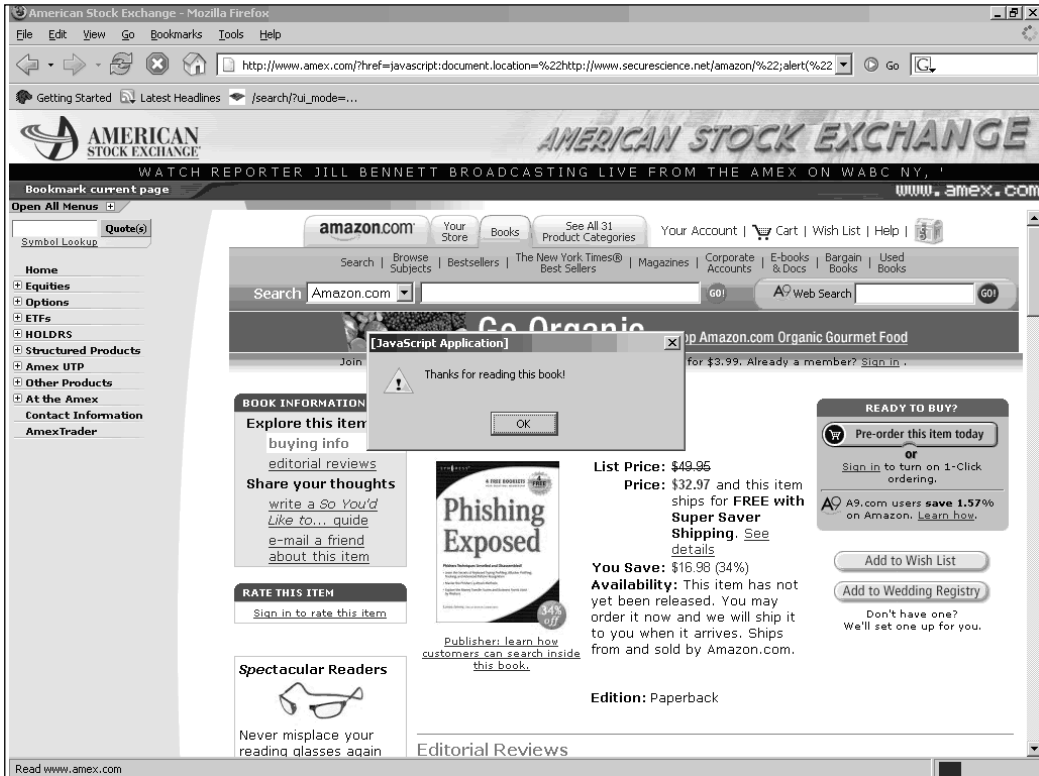 American Stock Exchange - Mozilla Firefox
File Edit View Go Bookmarks Tools Help
http://www.amex.com/?href=javascript:document.location=%22http://www.securescience.net/amazon/%22;alert(%22
Go
G
Getting Started Latest Headlines /search/?ui_mode=...
AMERICAN
STOCK EXCHANGE
AMERICAN STOCK EXCHANGE
WATCH REPORTER JILL BENNETT BROADCASTING LIVE FROM THE AMEX ON WABC NY, '
Bookmark current page
www.amex.com
Open All Menus
Quote(s)
Symbol Lookup
Home
Equities
Options
ETFs
HOLDRS
Structured Products
Amex UTP
Other Products
At the Amex
Contact Information
AmexTrader
amazon.com
Your Store
Books
See All 31 Product Categories
Your Account | Cart | Wish List | Help |
Search | Browse Subjects | Bestsellers | The New York Times® Best Sellers | Magazines | Corporate Accounts | E-books & Docs | Bargain Books | Used Books
Search Amazon.com GO! A9 Web Search GO!
Go Organic
op Amazon.com Organic Gourmet Food
Join
for $3.99. Already a member? Sign in .
[JavaScript Application]
Thanks for reading this book!
OK
BOOK INFORMATION
Explore this item
buying info
editorial reviews
Share your thoughts
write a So You'd
Like to... guide
e-mail a friend
about this item
RATE THIS ITEM
Sign in to rate this item
Spectacular Readers
Never misplace your
reading glasses again
4 FREE BOOKLETS
Phishing
Exposed
34%
off
Publisher: learn how
customers can search inside
this book.
List Price: $49.95
Price: $32.97 and this item
ships for FREE with
Super Saver
Shipping. See
details
You Save: $16.98 (34%)
Availability: This item has not
yet been released. You may
order it now and we will ship it
to you when it arrives. Ships
from and sold by Amazon.com.
Edition: Paperback
Editorial Reviews
READY TO BUY?
Pre-order this item today
or
Sign in to turn on 1-Click
ordering.
A9 A9.com users save 1.57%
on Amazon. Learn how.
Add to Wish List
Add to Wedding Registry
Don't have one?
We'll set one up for you.
Read www.amex.com